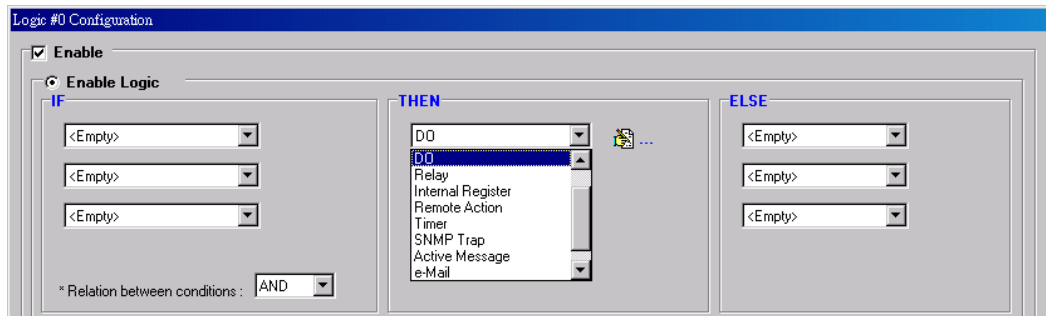 Logic #0 Configuration
Enable
Enable Logic
IF
<Empty>
<Empty>
<Empty>
* Relation between conditions : AND
THEN
DO
...
DO
Relay
Internal Register
Remote Action
Timer
SNMP Trap
Active Message
e-Mail
ELSE
<Empty>
<Empty>
<Empty>